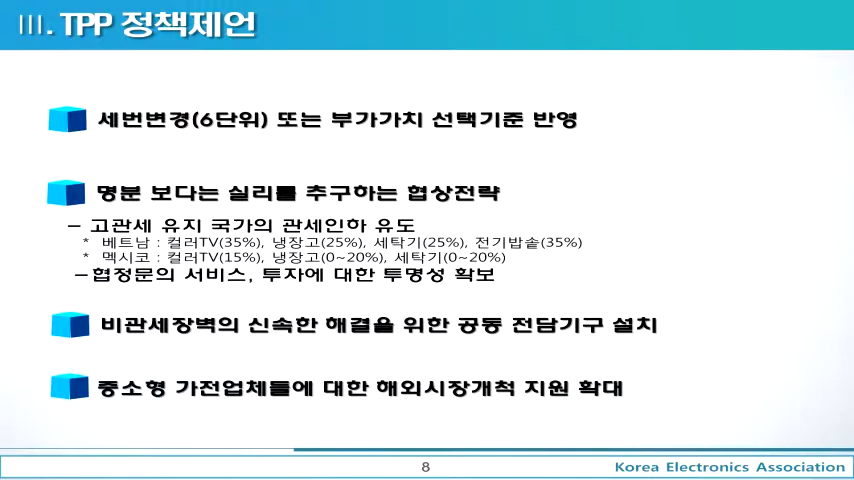 III. TPP 정책제언
세번변경(6단위) 또는 부가가치 선택기준 반영
명분 보다는 실리를 추구하는 협상전략
– 고관세 유지 국가의 관세인하 유도
* 베트남 : 컬러TV(35%), 냉장고(25%), 세탁기(25%), 전기밥솥(35%)
* 멕시코 : 컬러TV(15%), 냉장고(0~20%), 세탁기(0~20%)
–협정문의 서비스, 투자에 대한 투명성 확보
비관세장벽의 신속한 해결을 위한 공동 전담기구 설치
중소형 가전업체들에 대한 해외시장개척 지원 확대
8
Korea Electronics Association